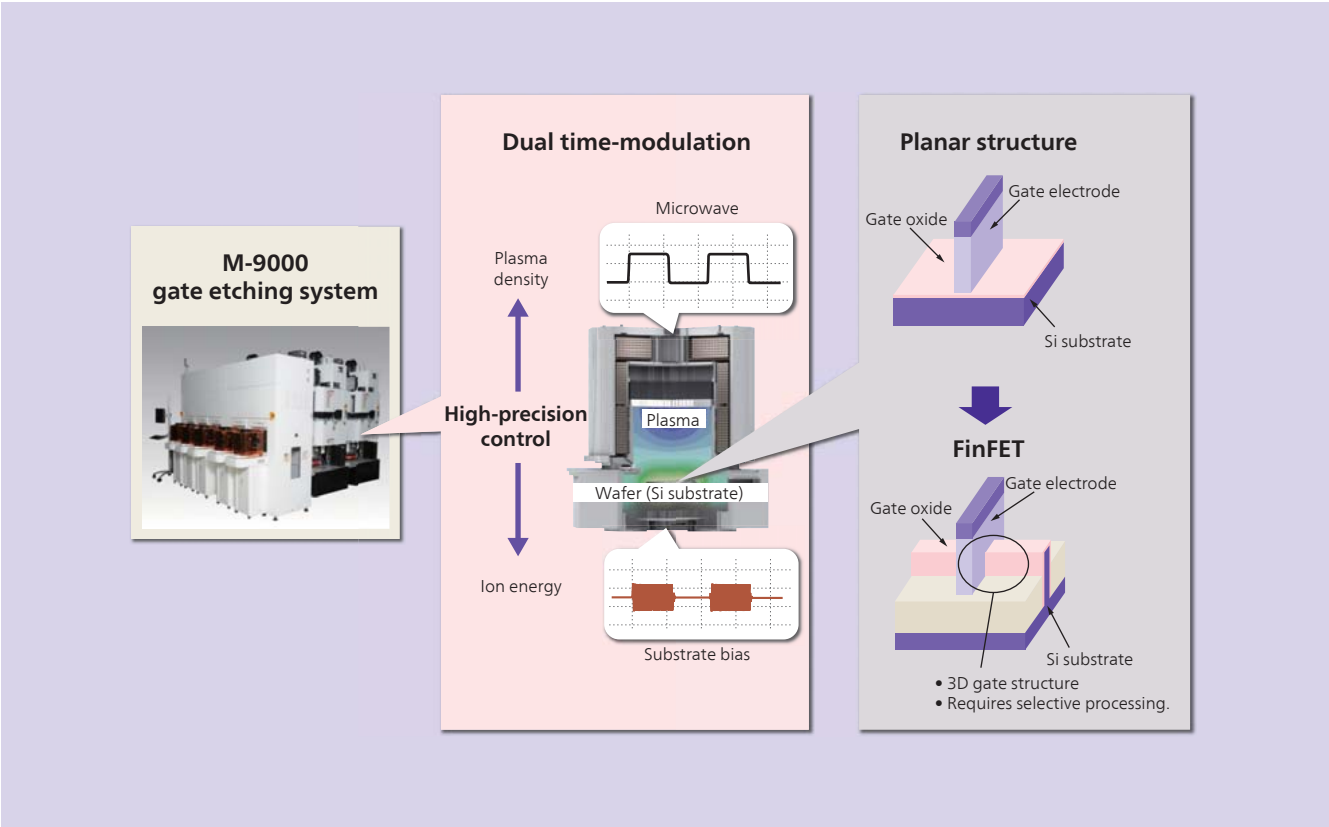 M-9000
gate etching system
Dual time-modulation
Microwave
Plasma
density
High-precision
control
Ion energy
Plasma
Wafer (Si substrate)
Substrate bias
Planar structure
Gate electrode
Gate oxide
Si substrate
FinFET
Gate electrode
Gate oxide
Si substrate
• 3D gate structure
• Requires selective processing.